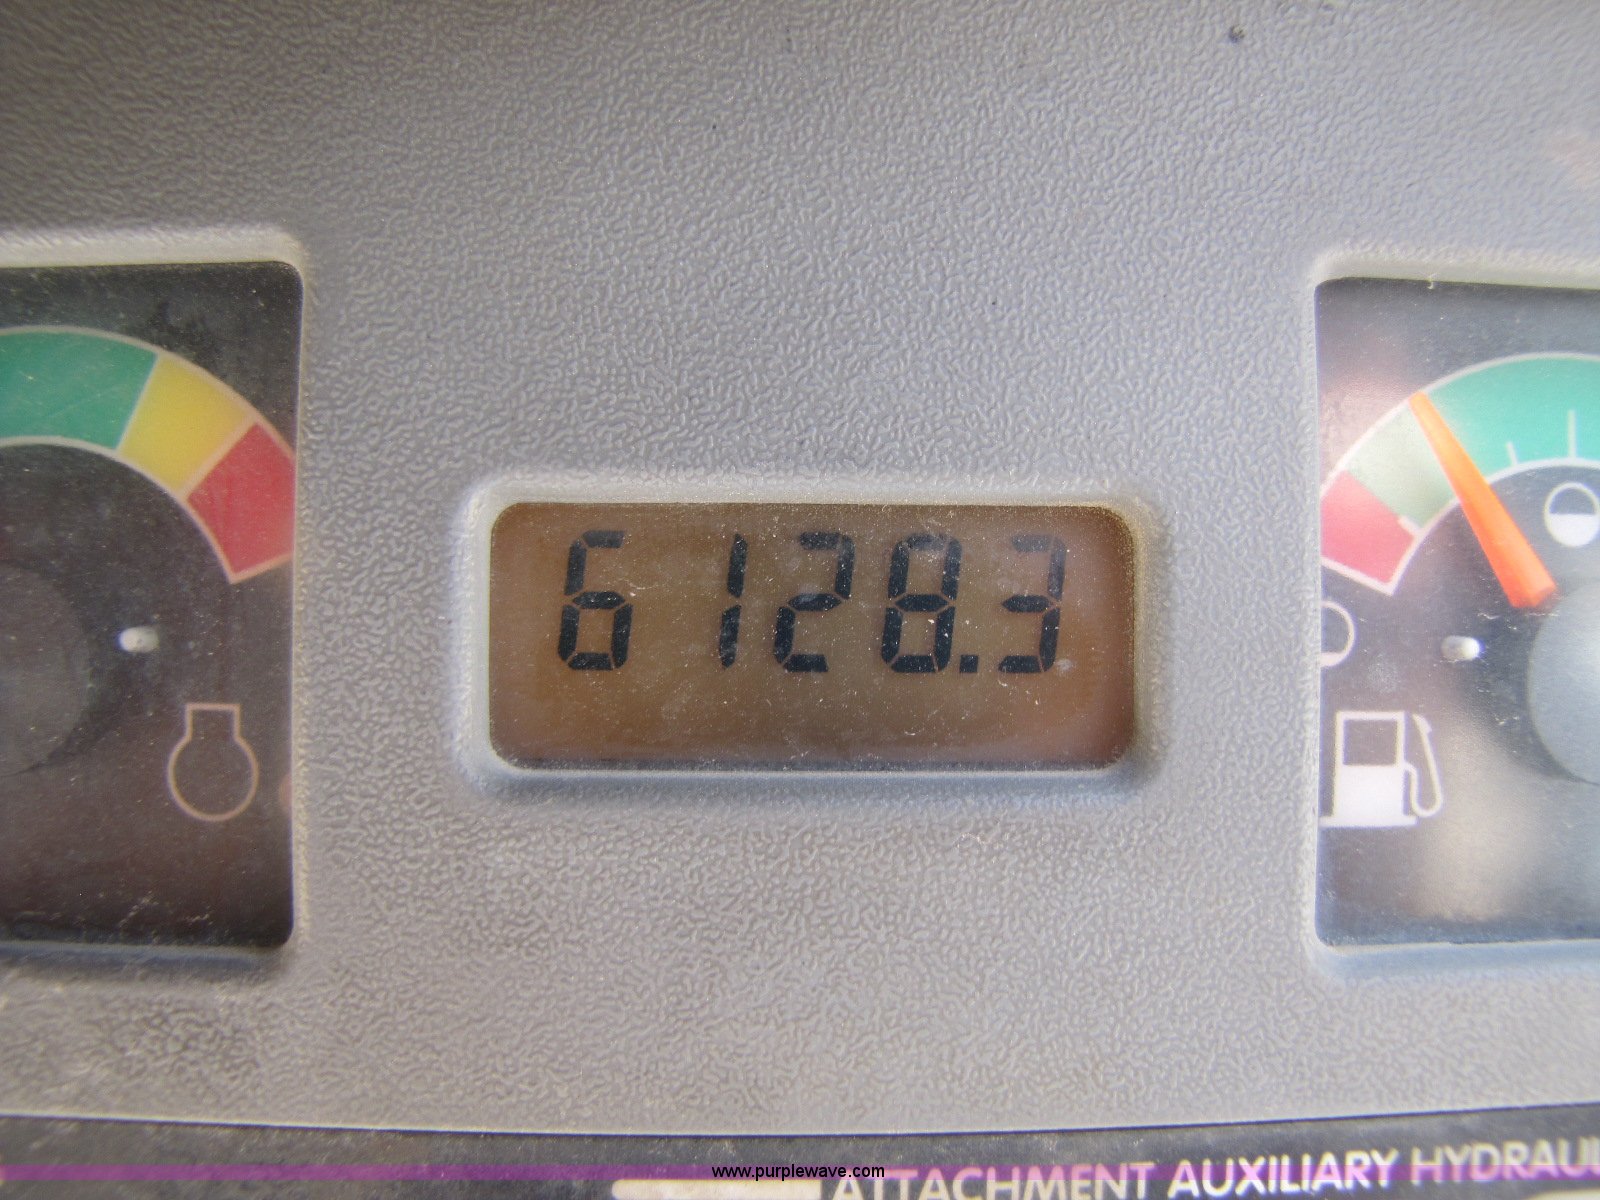 6128.3
www.purplewave.com
ATTACHMENT AUXILIARY